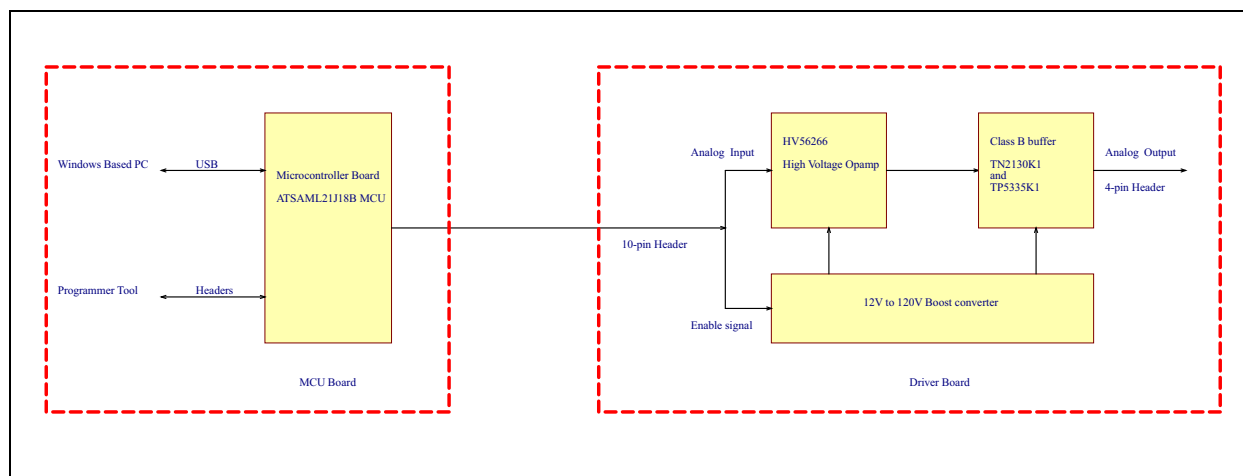 Windows Based PC
USB
Microcontroller Board
ATSAML21J18B MCU
Programmer Tool
Headers
MCU Board
10-pin Header
Analog Input
Enable signal
HV56266
High Voltage Opamp
Class B buffer
TN2130K1
and
TP5335K1
Analog Output
4-pin Header
12V to 120V Boost converter
Driver Board